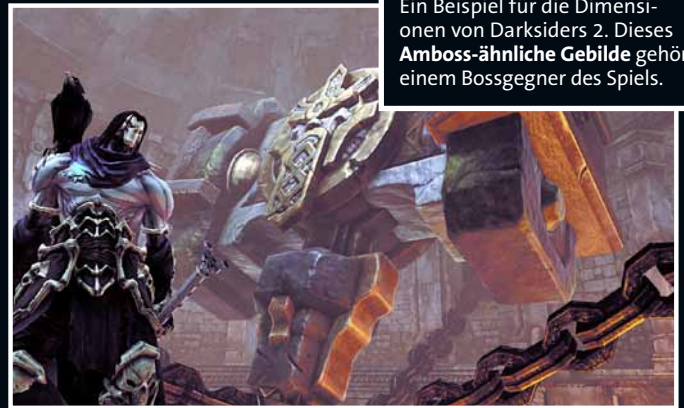 Ein Beispiel für die Dimensi-
onen von Darksiders 2. Dieses
Amboss-ähnliche Gebilde gehör
einem Bossgegner des Spiels.